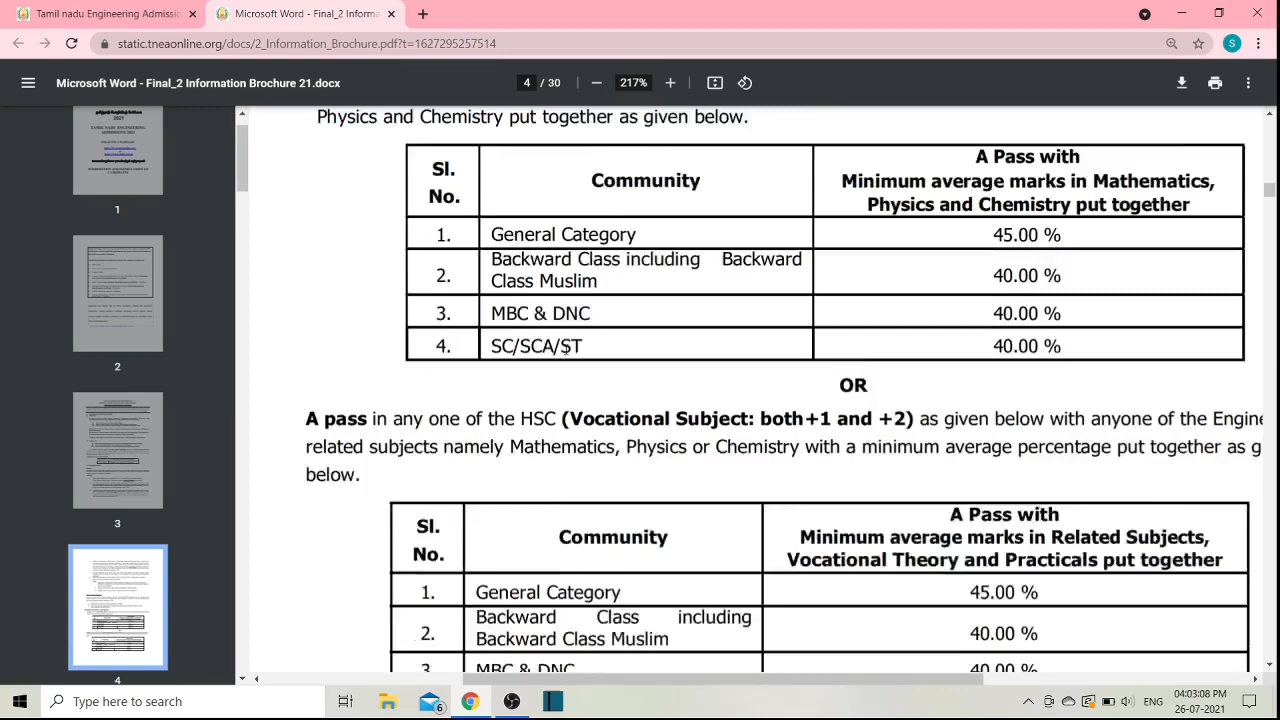 Tamil nadu Engineering Admissi
Microsoft Word - Final_2 Informa
static.tneaonline.org/docs/2_Information_Brochure.pdf?t=1627295257514
S
Microsoft Word - Final_2 Information Brochure 21.docx
4 / 30
217%
1
2
3
4
Physics and Chemistry put together as given below.
Sl. No. Community A Pass with
Minimum average marks in Mathematics,
Physics and Chemistry put together
1. General Category 45.00 %
2. Backward Class including Backward
Class Muslim 40.00 %
3. MBC & DNC 40.00 %
4. SC/SCA/ST 40.00 %
OR
A pass in any one of the HSC (Vocational Subject: both+1 and +2) as given below with anyone of the Engine
related subjects namely Mathematics, Physics or Chemistry with a minimum average percentage put together as g
below.
Sl. No. Community A Pass with
Minimum average marks in Related Subjects,
Vocational Theory and Practicals put together
1. General Category 45.00 %
2. Backward Class including
Backward Class Muslim 40.00 %
3. MBC & DNC 40.00 %
Type here to search
6
ENG
04:03:08 PM
26-07-2021